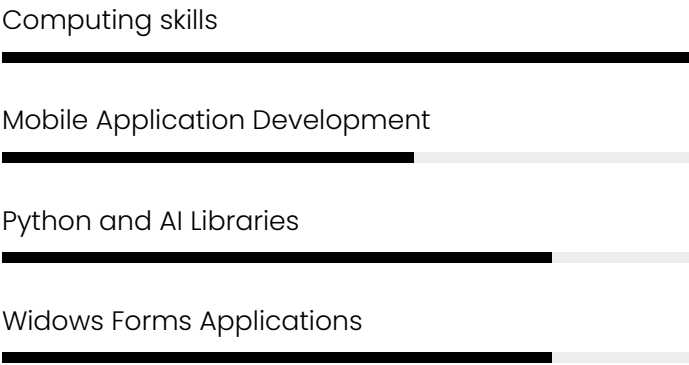 Computing skills
Mobile Application Development
Python and AI Libraries
Widows Forms Applications